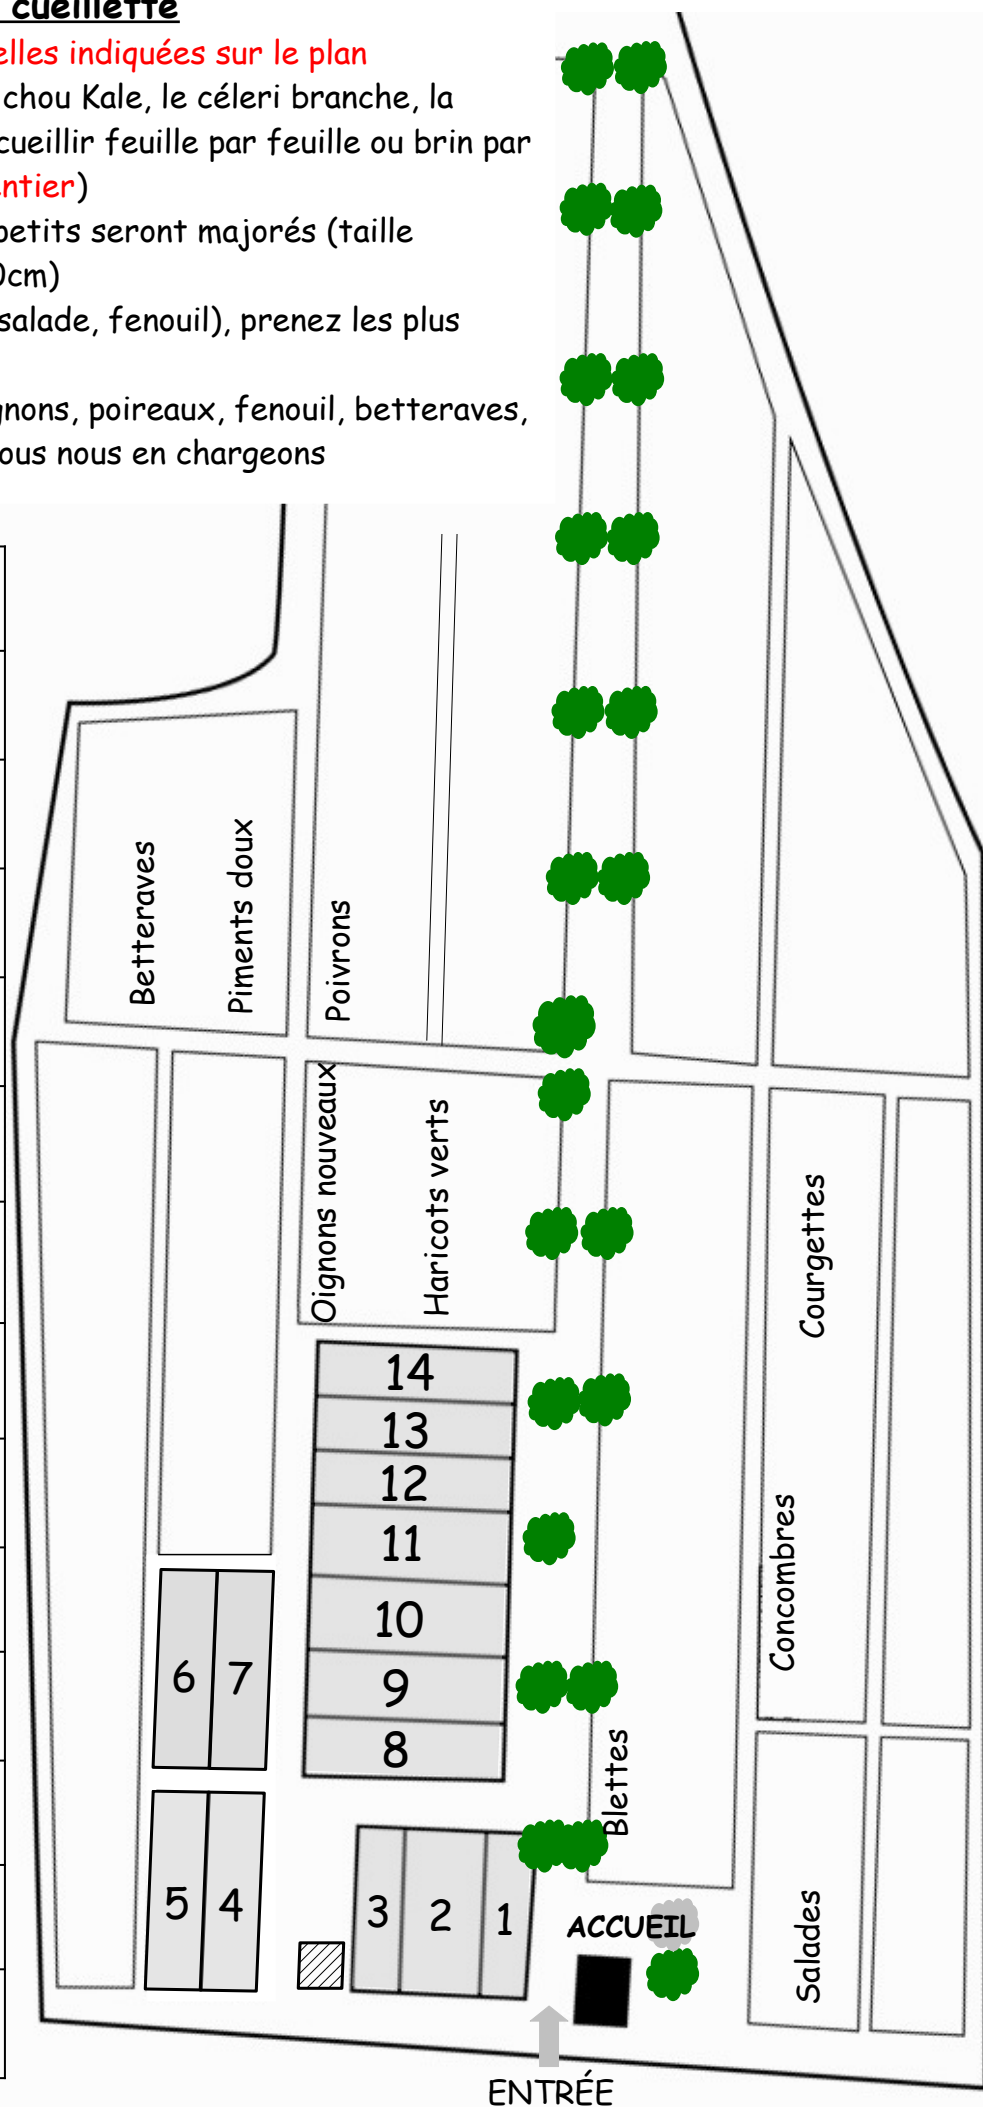 cueillette
elles indiquées sur le plan
chou Kale, le céleri branche, la
cueillir feuille par feuille ou brin par
entier)
petits seront majorés (taille
0cm)
salade, fenouil), prenez les plus
gnons, poireaux, fenouil, betteraves,
ous nous en chargeons
Betteraves
Piments doux
Poivrons
Oignons nouveaux
Haricots verts
Courgettes
14
13
12
11
10
9
8
Concombres
6
7
Blettes
5
4
3
2
1
ACCUEIL
Salades
ENTRÉE